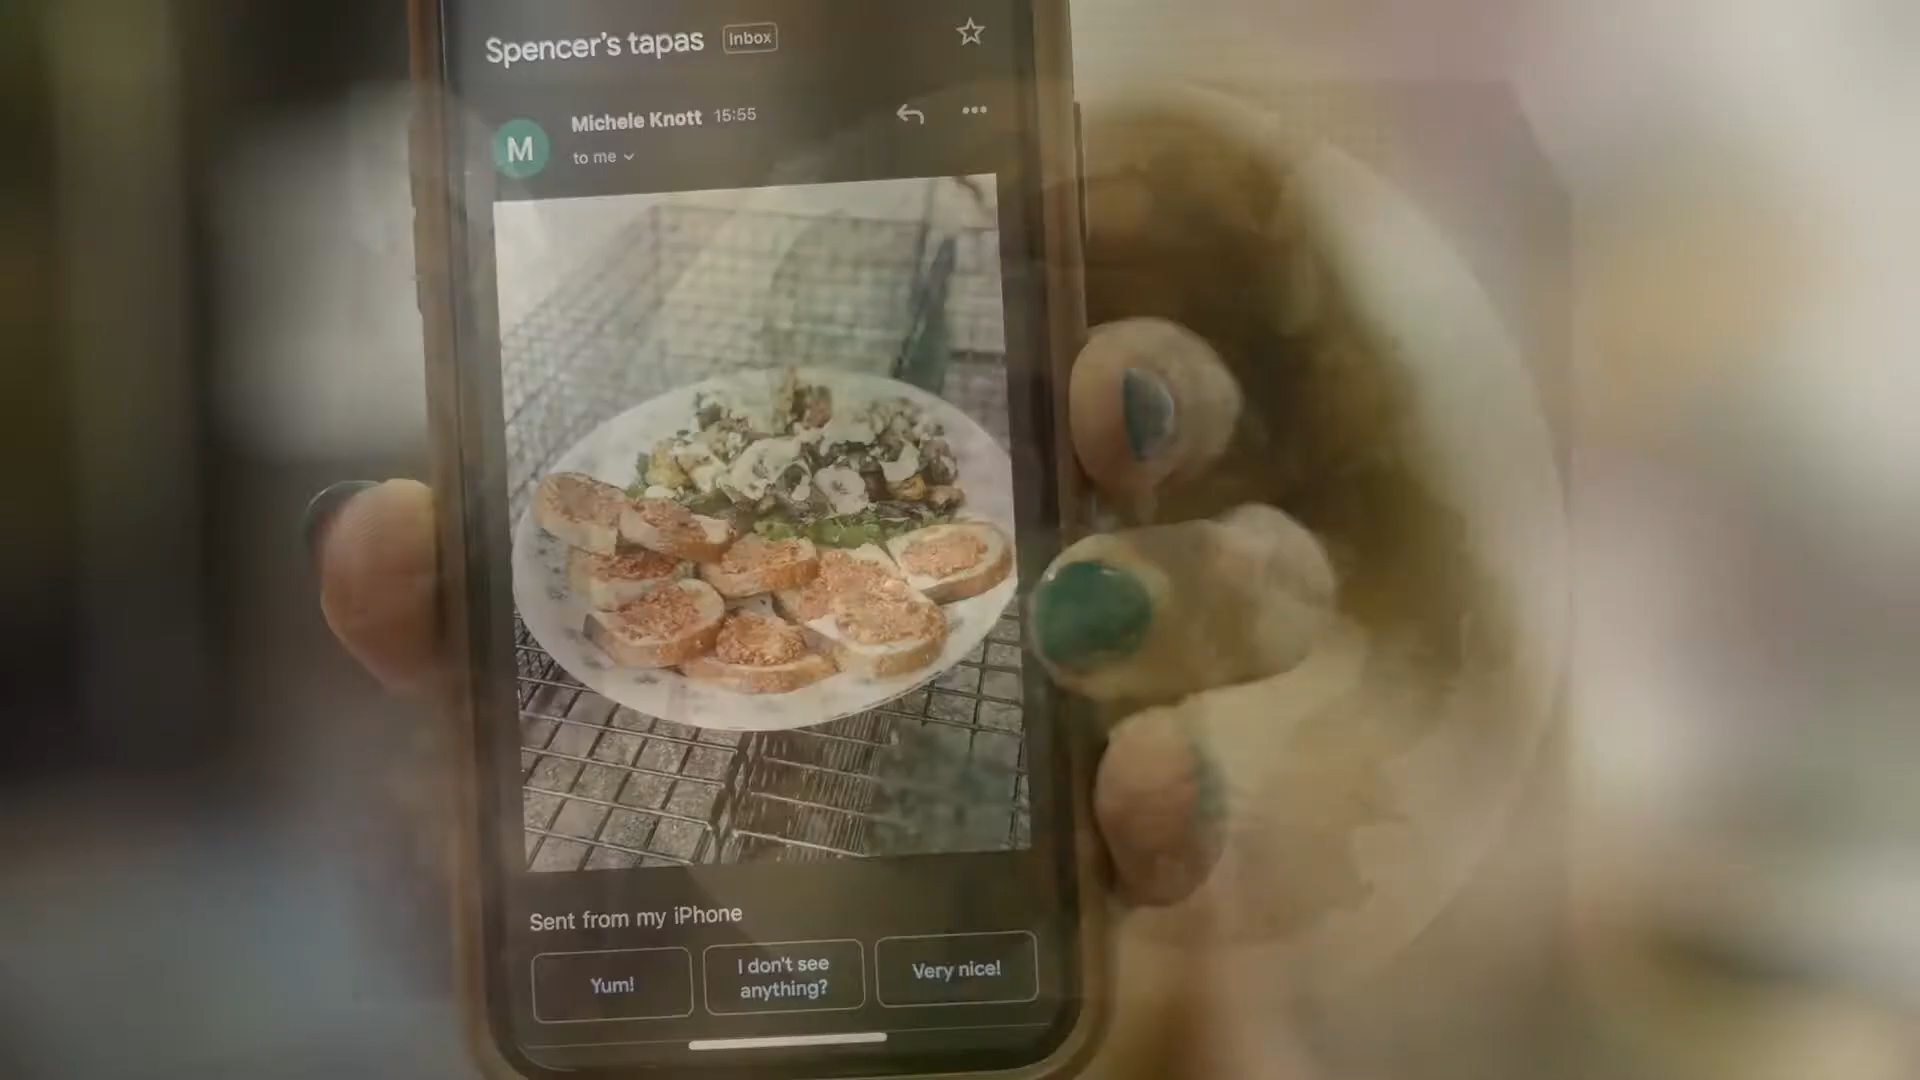 Spencer's tapas Inbox
M
Michele Knott 15:55
to me
Sent from my iPhone
Yum!
I don't see
anything?
Very nice!